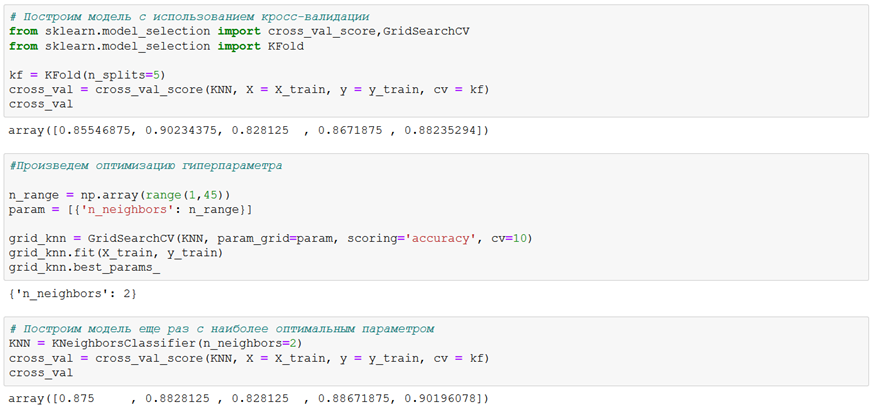 # Построим модель с использованием кросс-валидации
from sklearn.model_selection import cross_val_score,GridSearchCV
from sklearn.model_selection import KFold
kf = KFold(n_splits=5)
cross_val = cross_val_score(KNN, X = X_train, y = y_train, cv = kf)
cross_val
array([0.85546875, 0.90234375, 0.828125  , 0.8671875 , 0.88235294])
#Произведем оптимизацию гиперпараметра
n_range = np.array(range(1,45))
param = [{'n_neighbors': n_range}]
grid_knn = GridSearchCV(KNN, param_grid=param, scoring='accuracy', cv=10)
grid_knn.fit(X_train, y_train)
grid_knn.best_params_
{'n_neighbors': 2}
# Построим модель еще раз с наиболее оптимальным параметром
KNN = KNeighborsClassifier(n_neighbors=2)
cross_val = cross_val_score(KNN, X = X_train, y = y_train, cv = kf)
cross_val
array([0.875     , 0.8828125 , 0.828125  , 0.88671875, 0.90196078])